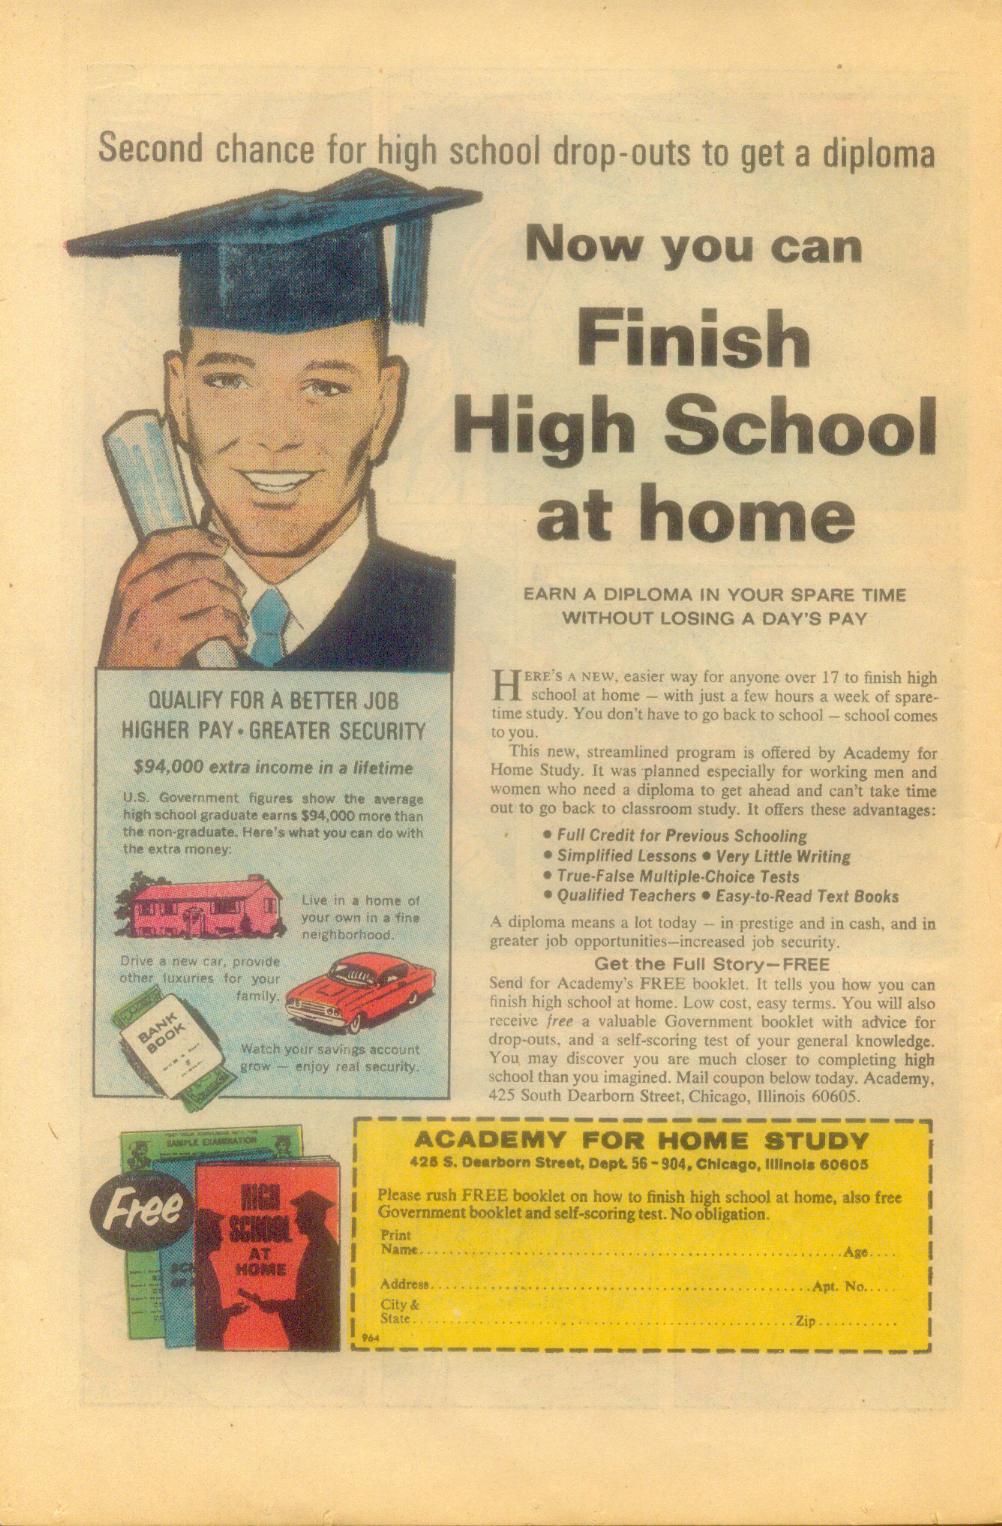 Second chance for high school drop-outs to get a diploma
Now you can
Finish
High School
at home
EARN A DIPLOMA IN YOUR SPARE TIME
WITHOUT LOSING A DAY'S PAY
HERE'S A NEW, easier way for anyone over 17 to finish high
school at home — with just a few hours a week of spare-
time study. You don't have to go back to school — school comes
to you.
This new, streamlined program is offered by Academy for
Home Study. It was planned especially for working men and
women who need a diploma to get ahead and can't take time
out to go back to classroom study. It offers these advantages:
• Full Credit for Previous Schooling
• Simplified Lessons • Very Little Writing
• True-False Multiple-Choice Tests
• Qualified Teachers • Easy-to-Read Text Books
A diploma means a lot today — in prestige and in cash, and in
greater job opportunities—increased job security.
Get the Full Story—FREE
Send for Academy's FREE booklet. It tells you how you can
finish high school at home. Low cost, easy terms. You will also
receive free a valuable Government booklet with advice for
drop-outs, and a self-scoring test of your general knowledge.
You may discover you are much closer to completing high
school than you imagined. Mail coupon below today. Academy,
425 South Dearborn Street, Chicago, Illinois 60605.
QUALIFY FOR A BETTER JOB
HIGHER PAY • GREATER SECURITY
$94,000 extra income in a lifetime
U.S. Government figures show the average
high school graduate earns $94,000 more than
the non-graduate. Here's what you can do with
the extra money:
Live in a home of
your own in a fine
neighborhood.
Drive a new car, provide
other luxuries for your
family.
BANK
BOOK
Watch your savings account
grow — enjoy real security.
SAMPLE EXAMINATION
Free
HIGH
SCHOOL
AT
HOME
ACADEMY FOR HOME STUDY
425 S. Dearborn Street, Dept. 56 - 904, Chicago, Illinois 60605
Please rush FREE booklet on how to finish high school at home, also free
Government booklet and self-scoring test. No obligation.
Print
Name.......... Age....
Address.......... Apt. No.....
City &
State.......... Zip..........
964